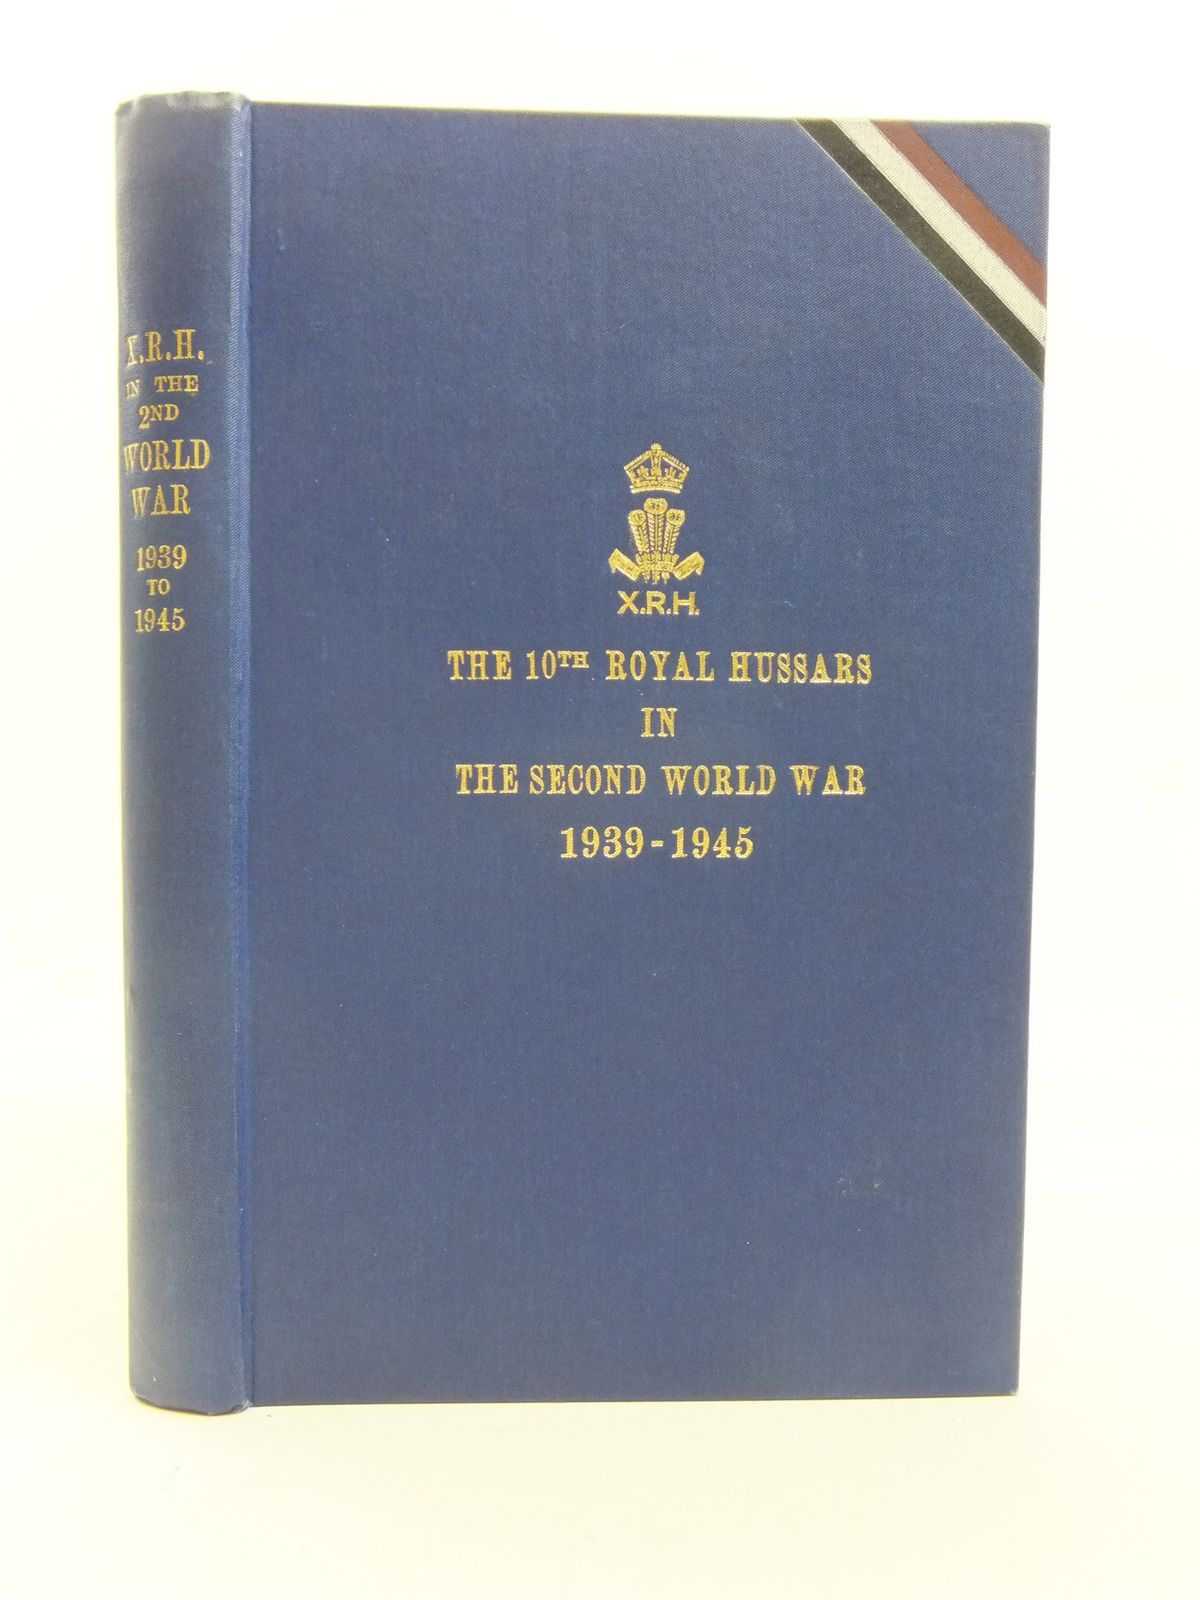 X.R.H.
IN THE
2ND
WORLD
WAR
1939
TO
1945
X.R.H.
THE 10TH ROYAL HUSSARS
IN
THE SECOND WORLD WAR
1939-1945